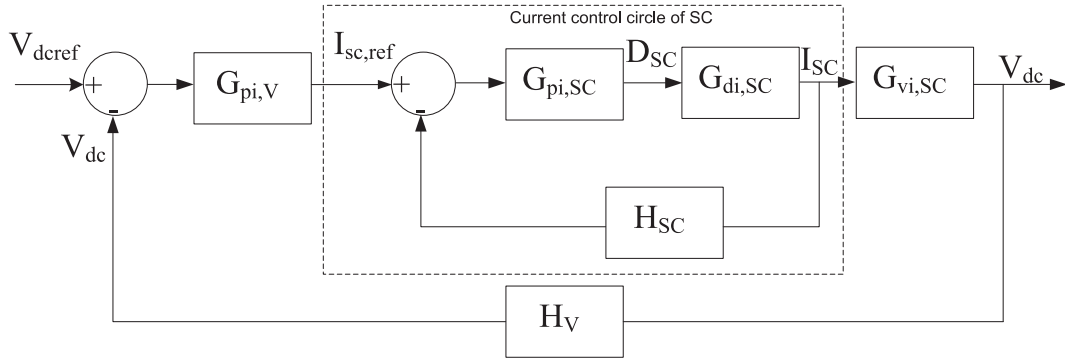 Current control circle of SC
V_dcref
+
-
G_pi,V
I_sc,ref
+
-
G_pi,SC
D_SC
G_di,SC
I_SC
G_vi,SC
V_dc
V_dc
H_SC
H_V